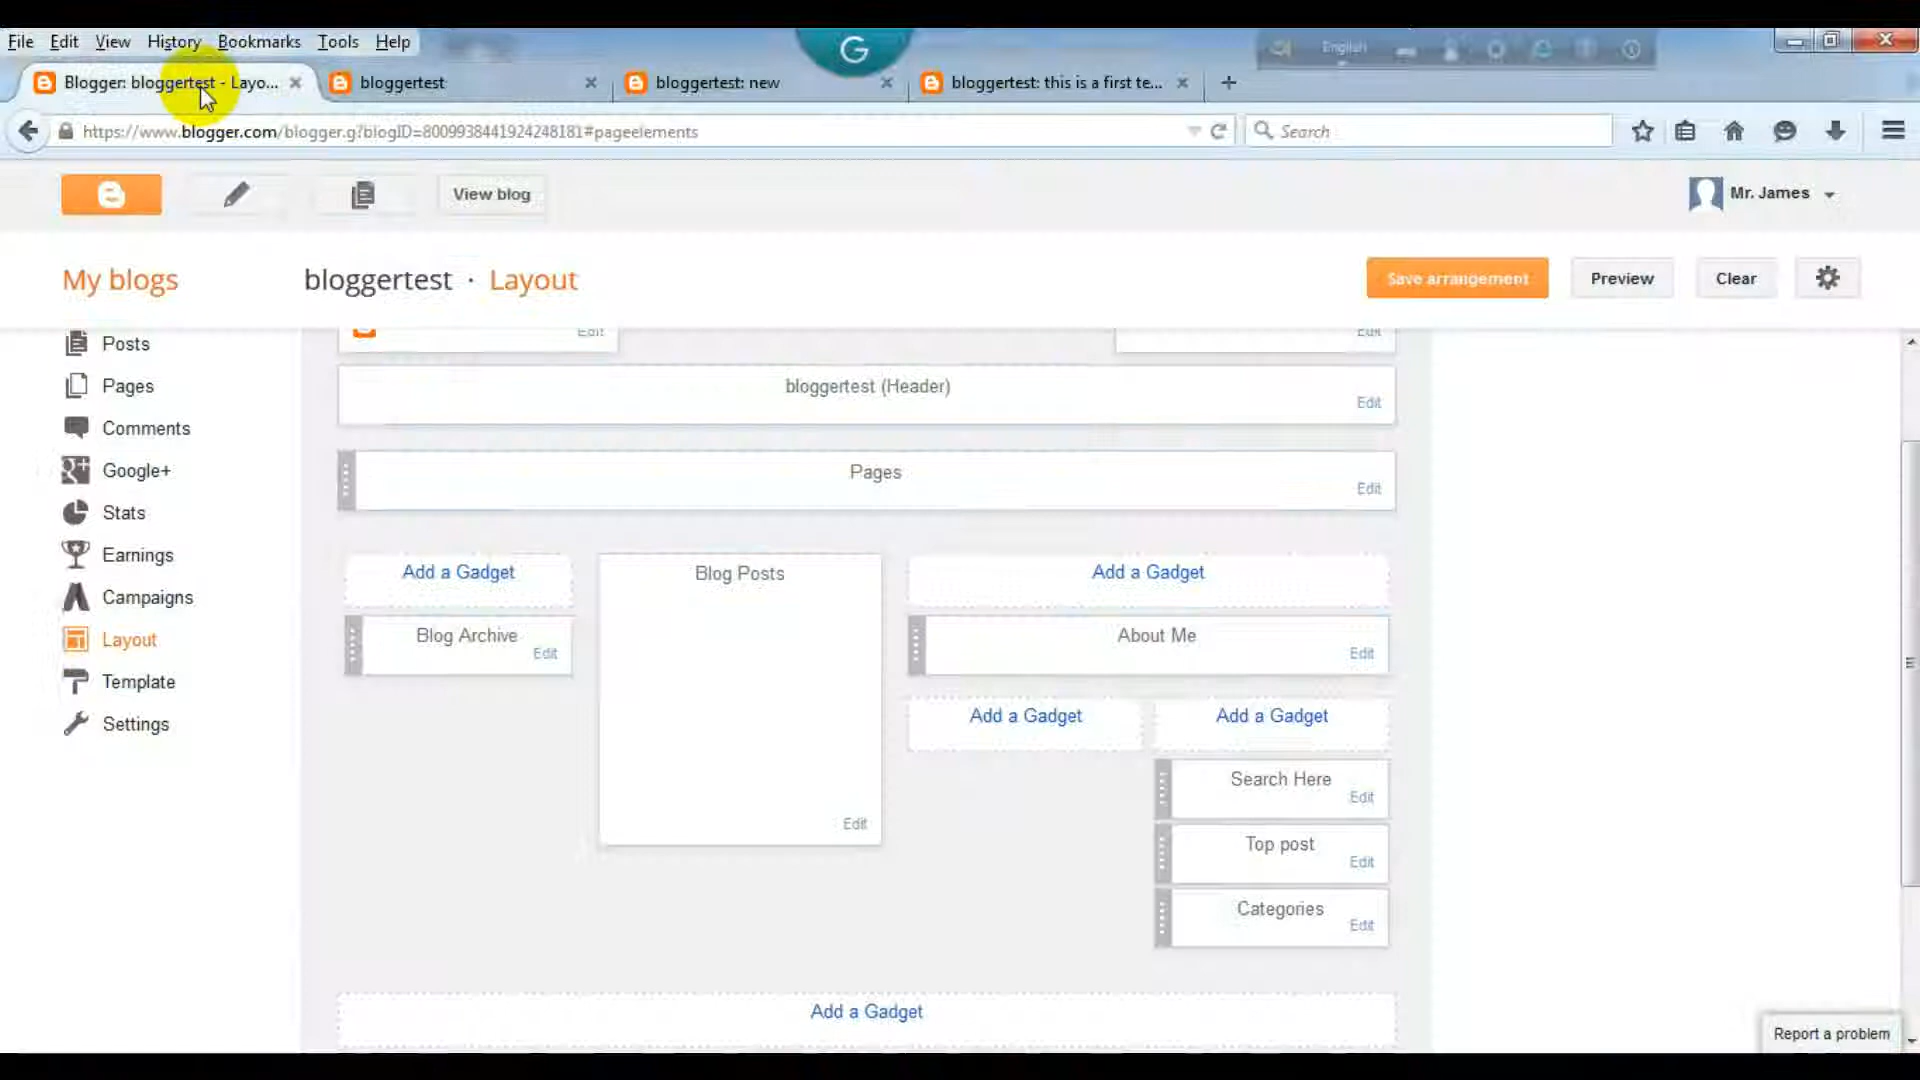 File Edit View History Bookmarks Tools Help
English
Blogger: bloggertest - Layo...
bloggertest
bloggertest: new
bloggertest: this is a first te...
https://www.blogger.com/blogger.g?blogID=8009938441924248181#pageelements
Search
View blog
Mr. James
My blogs
bloggertest · Layout
Save arrangement
Preview
Clear
Edit
Edit
Posts
Pages
Comments
Google+
Stats
Earnings
Campaigns
Layout
Template
Settings
bloggertest (Header)
Edit
Pages
Edit
Add a Gadget
Blog Archive
Edit
Blog Posts
Edit
Add a Gadget
About Me
Edit
Add a Gadget
Add a Gadget
Search Here
Edit
Top post
Edit
Categories
Edit
Add a Gadget
Report a problem